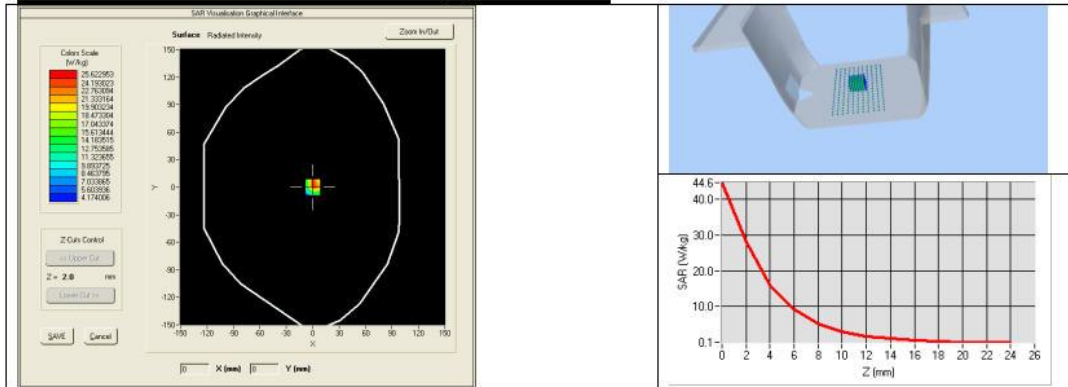 SAR Visualisation Graphical Interface
Surface Radiated Intensity
Zoom In/Out
Colors Scale
(W/kg)
25.622953
24.193023
22.763094
21.333164
19.903234
18.473304
17.043374
15.613444
14.183515
12.753585
11.323655
9.893725
8.463795
7.033865
5.603936
4.174006
150
120
90
60
30
0
-30
-60
-90
-120
-150
Y
-150 -120 -90 -60 -30 0 30 60 90 120 150
X
Z Cuts Control
<< Upper Cut
Z = 2.0 mm
Lower Cut >>
SAVE Cancel
0 X (mm) 0 Y (mm)
44.6
40.0
30.0
20.0
10.0
0.1
SAR (W/kg)
0 2 4 6 8 10 12 14 16 18 20 22 24 26
Z (mm)